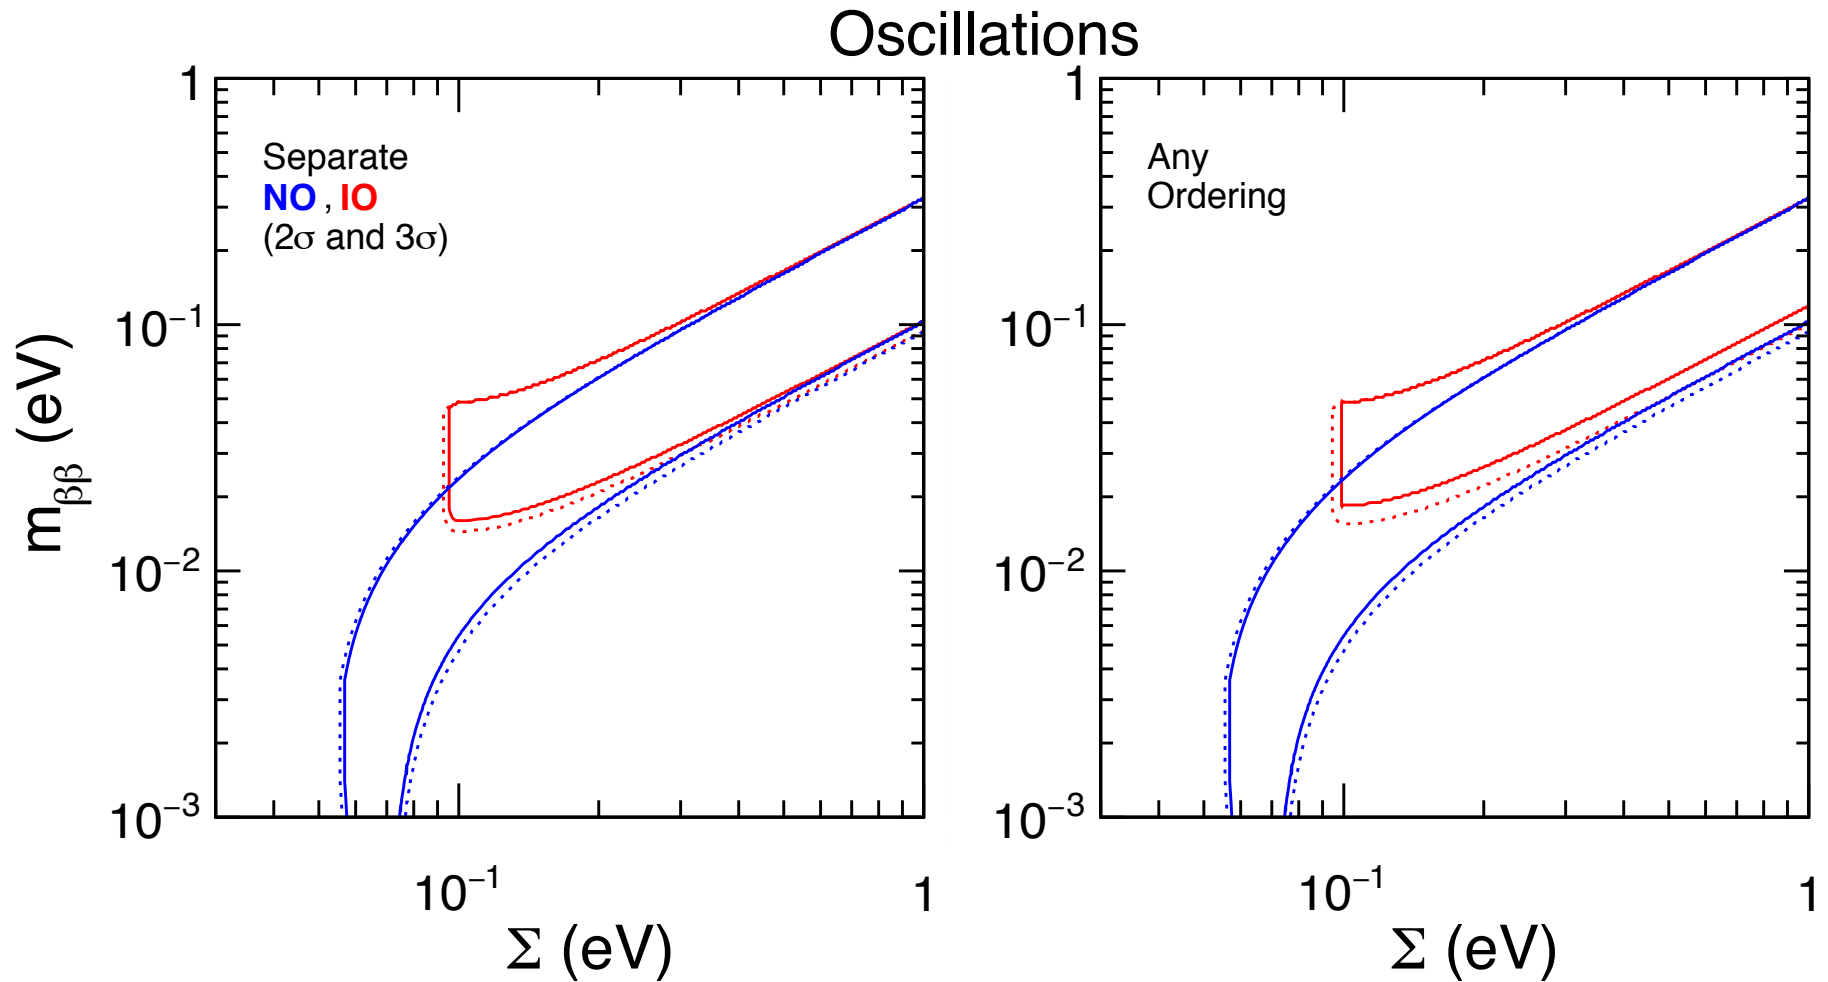 Oscillations
1
10⁻¹
10⁻²
10⁻³
m_ββ (eV)
Separate
NO , IO
(2σ and 3σ)
10⁻¹
1
Σ (eV)
1
10⁻¹
10⁻²
10⁻³
Any
Ordering
10⁻¹
1
Σ (eV)